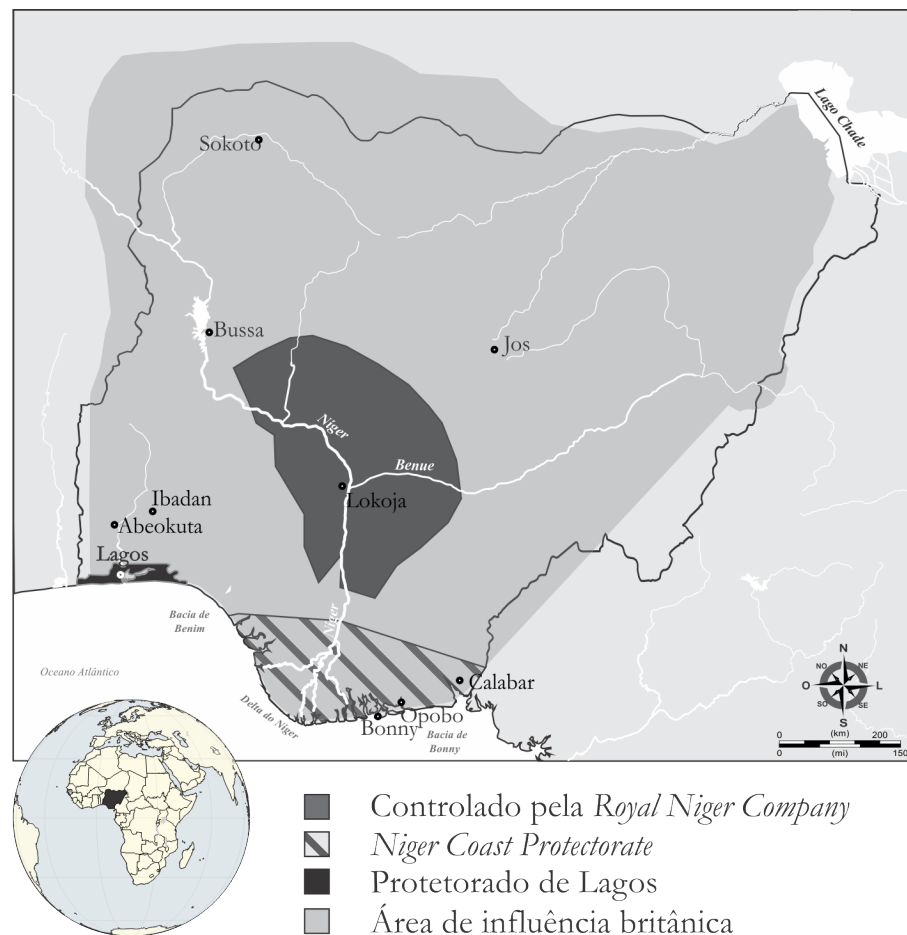 Lago Chade
Sokoto
Bussa
Jos
Niger
Benue
Lokoja
Ibadan
Abeokuta
Lagos
Bacia de
Benim
Niger
Oceano Atlântico
Calabar
Delta do Niger
Opobo
Bonny
Bacia de
Bonny
N
NO NE
O L
SO SE
S
0 (km) 200
0 (mi) 150
Controlado pela Royal Niger Company
Niger Coast Protectorate
Protetorado de Lagos
Área de influência britânica